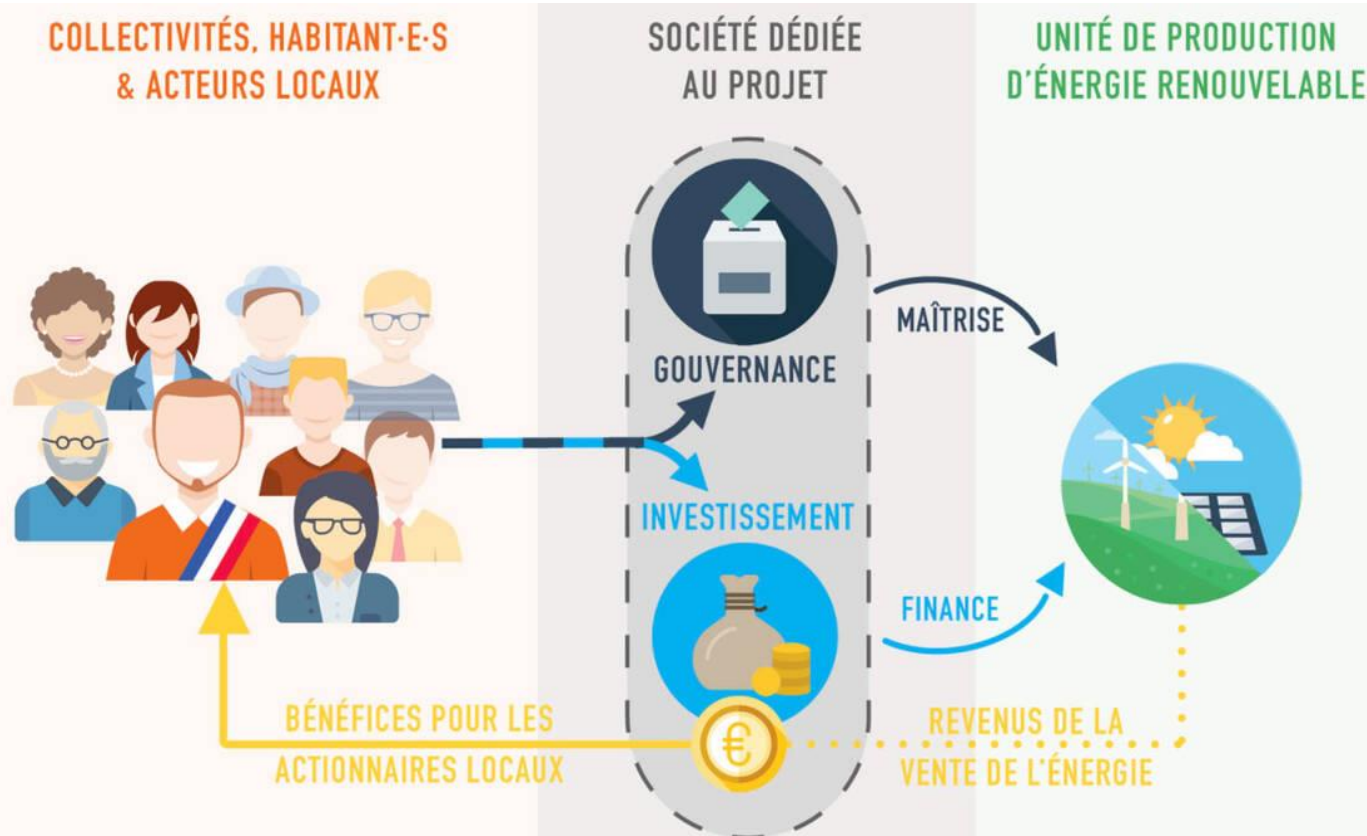 COLLECTIVITÉS, HABITANT·E·S
& ACTEURS LOCAUX
SOCIÉTÉ DÉDIÉE
AU PROJET
UNITÉ DE PRODUCTION
D'ÉNERGIE RENOUVELABLE
GOUVERNANCE
MAÎTRISE
INVESTISSEMENT
FINANCE
€
BÉNÉFICES POUR LES
ACTIONNAIRES LOCAUX
REVENUS DE LA
VENTE DE L'ÉNERGIE